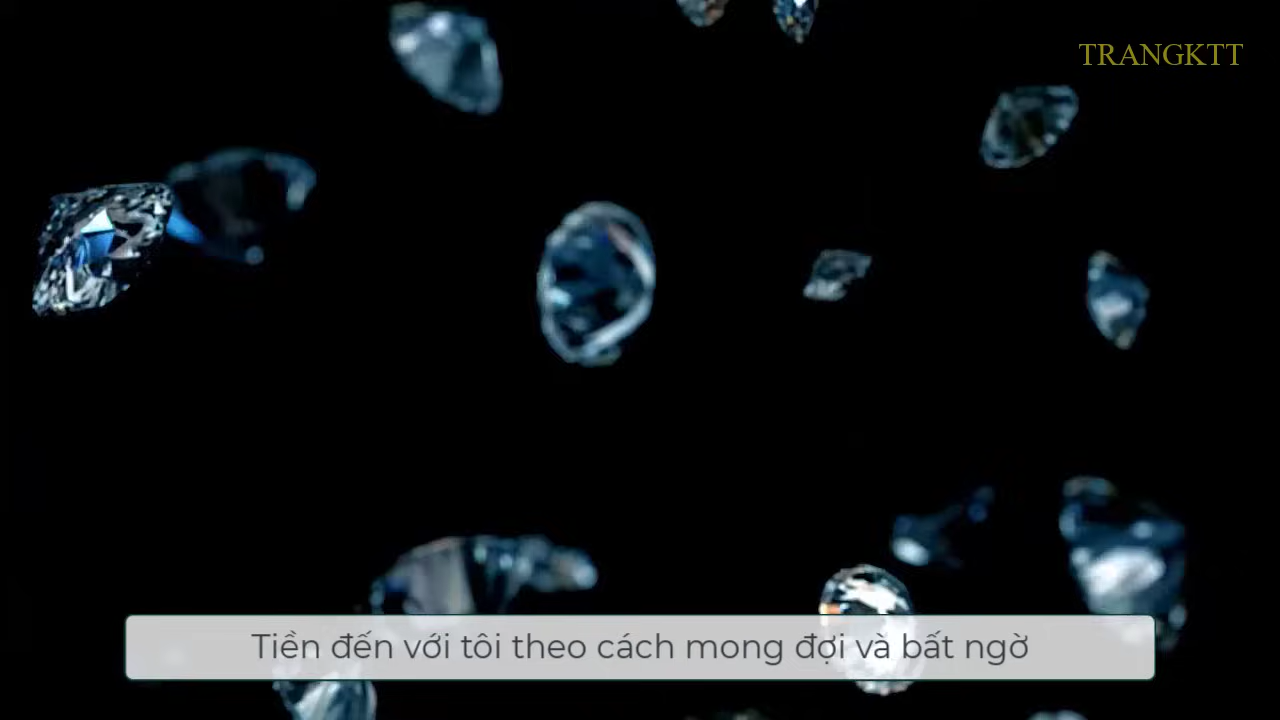 TRANGKTT
Tiền đến với tôi theo cách mong đợi và bất ngờ